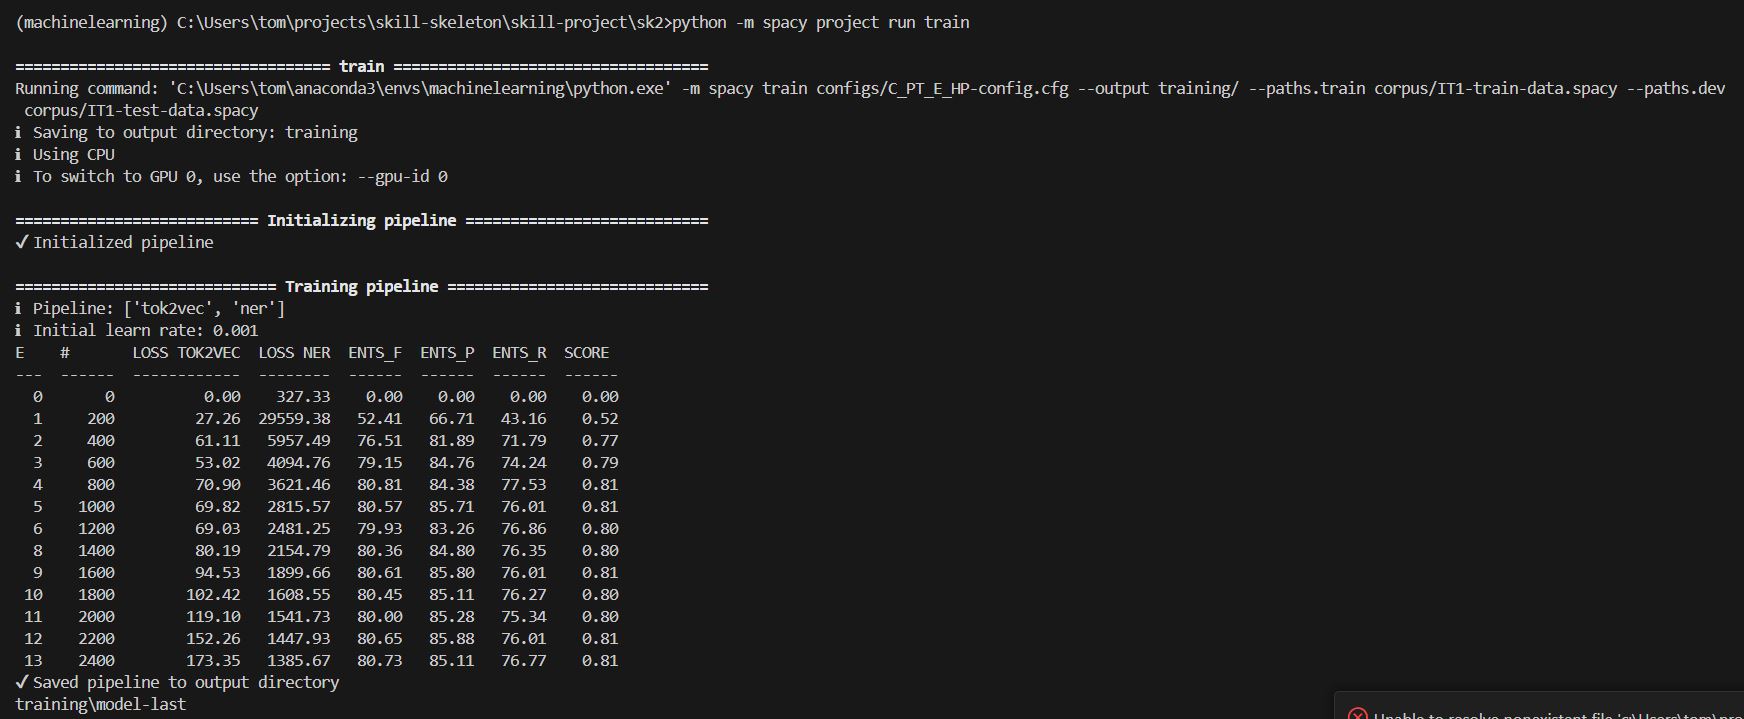 (machinelearning) C:\Users\tom\projects\skill-skeleton\skill-project\sk2>python -m spacy project run train
=================================== train ===================================
Running command: 'C:\Users\tom\anaconda3\envs\machinelearning\python.exe' -m spacy train configs/C_PT_E_HP-config.cfg --output training/ --paths.train corpus/IT1-train-data.spacy --paths.dev
corpus/IT1-test-data.spacy
ℹ Saving to output directory: training
ℹ Using CPU
ℹ To switch to GPU 0, use the option: --gpu-id 0
=========================== Initializing pipeline ===========================
✔ Initialized pipeline
============================= Training pipeline =============================
ℹ Pipeline: ['tok2vec', 'ner']
ℹ Initial learn rate: 0.001
E    #       LOSS TOK2VEC  LOSS NER  ENTS_F  ENTS_P  ENTS_R  SCORE
---  ------  ------------  --------  ------  ------  ------  ------
  0       0          0.00    327.33    0.00    0.00    0.00    0.00
  1     200         27.26  29559.38   52.41   66.71   43.16    0.52
  2     400         61.11   5957.49   76.51   81.89   71.79    0.77
  3     600         53.02   4094.76   79.15   84.76   74.24    0.79
  4     800         70.90   3621.46   80.81   84.38   77.53    0.81
  5    1000         69.82   2815.57   80.57   85.71   76.01    0.81
  6    1200         69.03   2481.25   79.93   83.26   76.86    0.80
  8    1400         80.19   2154.79   80.36   84.80   76.35    0.80
  9    1600         94.53   1899.66   80.61   85.80   76.01    0.81
 10    1800        102.42   1608.55   80.45   85.11   76.27    0.80
 11    2000        119.10   1541.73   80.00   85.28   75.34    0.80
 12    2200        152.26   1447.93   80.65   85.88   76.01    0.81
 13    2400        173.35   1385.67   80.73   85.11   76.77    0.81
✔ Saved pipeline to output directory
training\model-last
Unable to resolve nonexistent file 'c:\Users\tom\pro